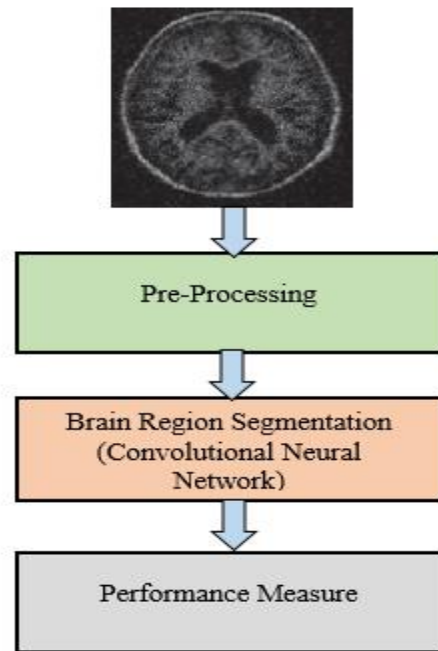 Pre-Processing
Brain Region Segmentation
(Convolutional Neural
Network)
Performance Measure